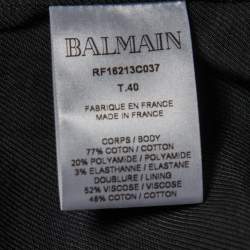 BALMAIN
RF16213C037
T.40
FABRIQUE EN FRANCE
MADE IN FRANCE
CORPS / BODY
77% COTON / COTTON
20% POLYAMIDE / POLYAMIDE
3% ELASTHANNE / ELASTANE
DOUBLURE / LINING
52% VISCOSE / VISCOSE
48% COTON / COTTON